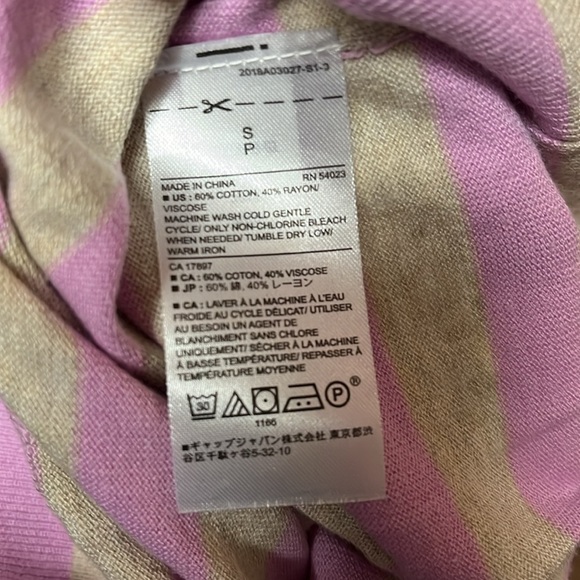 2018A03027-S1-3
S
P
MADE IN CHINA RN 54023
■ US : 60% COTTON, 40% RAYON/
VISCOSE
MACHINE WASH COLD GENTLE
CYCLE/ ONLY NON-CHLORINE BLEACH
WHEN NEEDED/ TUMBLE DRY LOW/
WARM IRON
CA 17897
■ CA : 60% COTON, 40% VISCOSE
■ JP : 60% 綿, 40% レーヨン
■ CA : LAVER À LA MACHINE À L'EAU
FROIDE AU CYCLE DÉLICAT/ UTILISER
AU BESOIN UN AGENT DE
BLANCHIMENT SANS CHLORE
UNIQUEMENT/ SÉCHER À LA MACHINE
À BASSE TEMPÉRATURE/ REPASSER À
TEMPÉRATURE MOYENNE
30 P
1166
■ギャップジャパン株式会社 東京都渋
谷区千駄ヶ谷5-32-10